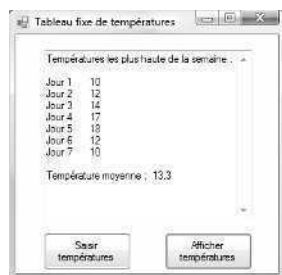 Tableau fixe de températures
Températures les plus haute de la semaine :
Jour 1 10
Jour 2 12
Jour 3 14
Jour 4 17
Jour 5 18
Jour 6 12
Jour 7 10
Température moyenne : 13.3
Saisir
températures
Afficher
températures